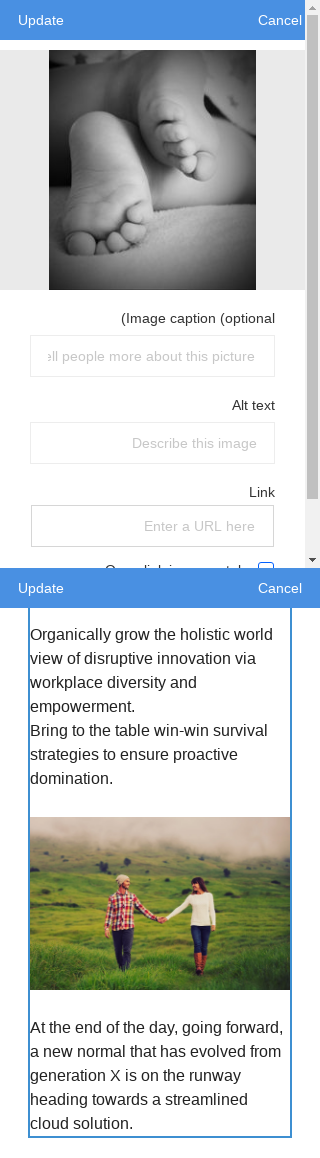 Update Cancel
(Image caption (optional
ell people more about this picture
Alt text
Describe this image
Link
Enter a URL here
Update Cancel
Organically grow the holistic world
view of disruptive innovation via
workplace diversity and
empowerment.
Bring to the table win-win survival
strategies to ensure proactive
domination.
At the end of the day, going forward,
a new normal that has evolved from
generation X is on the runway
heading towards a streamlined
cloud solution.